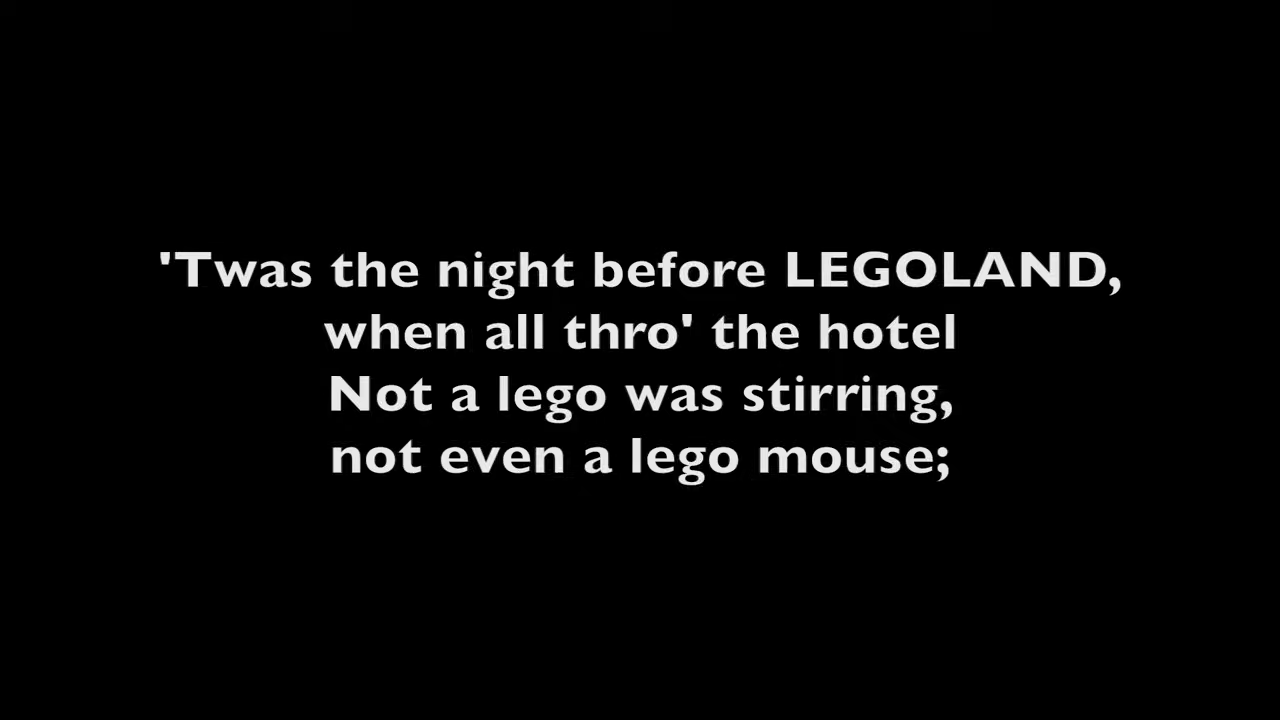 'Twas the night before LEGOLAND,
when all thro' the hotel
Not a lego was stirring,
not even a lego mouse;